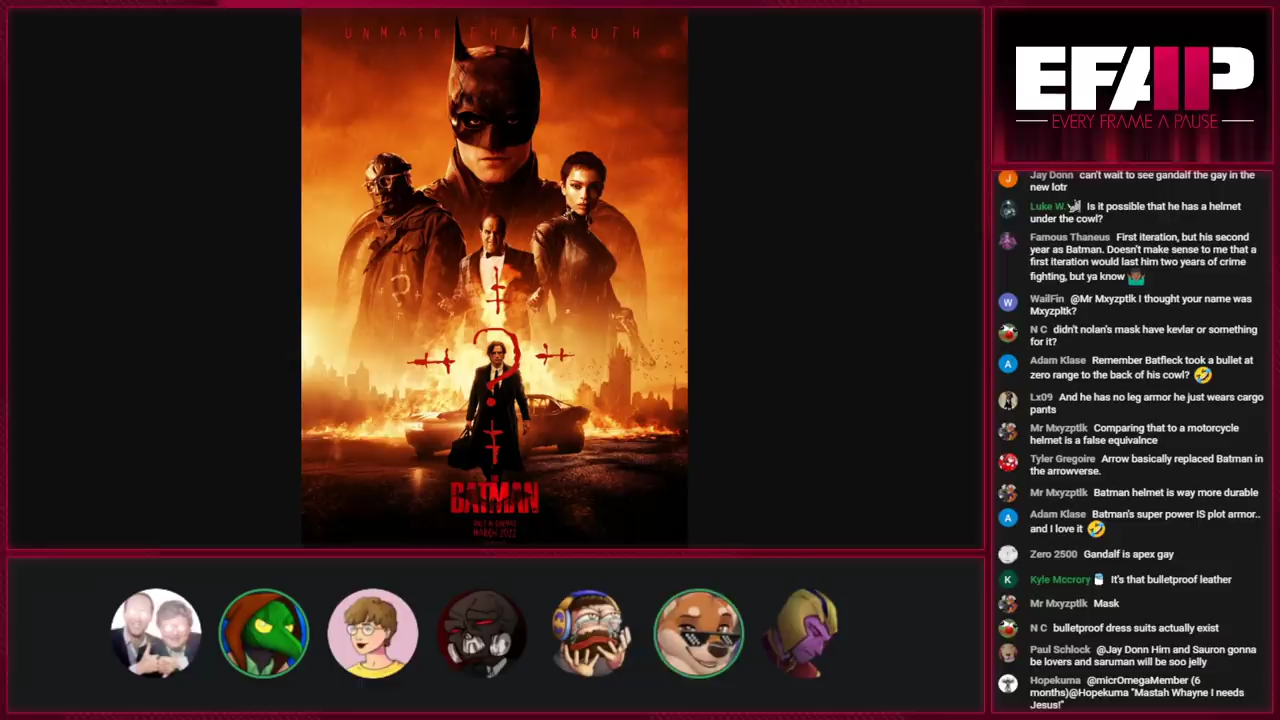 UNMASK THE TRUTH
BATMAN
ONLY IN CINEMAS
MARCH 2022
EFAP
EVERY FRAME A PAUSE
Jay Donn can't wait to see gandalf the gay in the
new lotr
Luke W. Is it possible that he has a helmet
under the cowl?
Famous Thaneus First iteration, but his second
year as Batman. Doesn't make sense to me that a
first iteration would last him two years of crime
fighting, but ya know
WailFin @Mr Mxyzptlk I thought your name was
Mxyzpltk?
N C didn't nolan's mask have kevlar or something
for it?
Adam Klase Remember Batfleck took a bullet at
zero range to the back of his cowl? 🤣
Lx09 And he has no leg armor he just wears cargo
pants
Mr Mxyzptlk Comparing that to a motorcycle
helmet is a false equivalnce
Tyler Gregoire Arrow basically replaced Batman in
the arrowverse.
Mr Mxyzptlk Batman helmet is way more durable
Adam Klase Batman's super power IS plot armor..
and I love it 🤣
Zero 2500 Gandalf is apex gay
Kyle Mccrory It's that bulletproof leather
Mr Mxyzptlk Mask
N C bulletproof dress suits actually exist
Paul Schlock @Jay Donn Him and Sauron gonna
be lovers and saruman will be soo jelly
Hopekuma @micrOmegaMember (6
months)@Hopekuma "Mastah Whayne I needs
Jesus!"